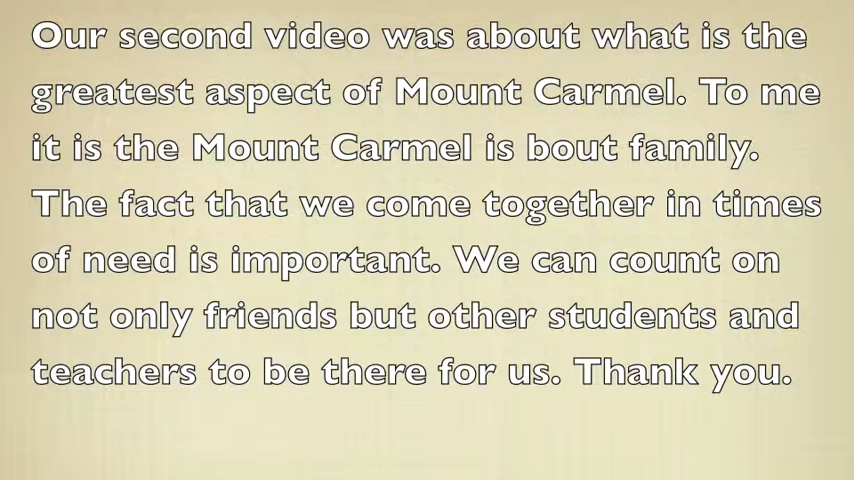 Our second video was about what is the
greatest aspect of Mount Carmel. To me
it is the Mount Carmel is bout family.
The fact that we come together in times
of need is important. We can count on
not only friends but other students and
teachers to be there for us. Thank you.